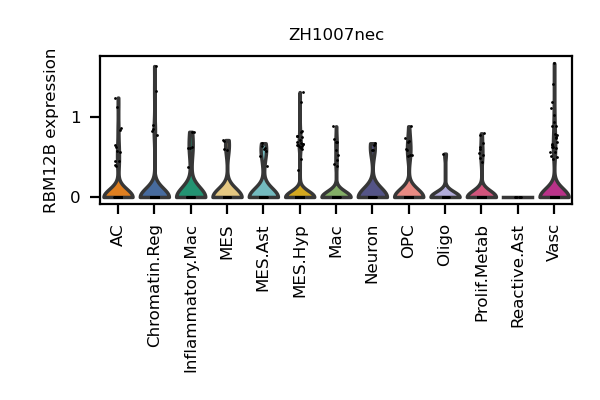 ZH1007nec
RBM12B expression
1
0
AC
Chromatin.Reg
Inflammatory.Mac
MES
MES.Ast
MES.Hyp
Mac
Neuron
OPC
Oligo
Prolif.Metab
Reactive.Ast
Vasc